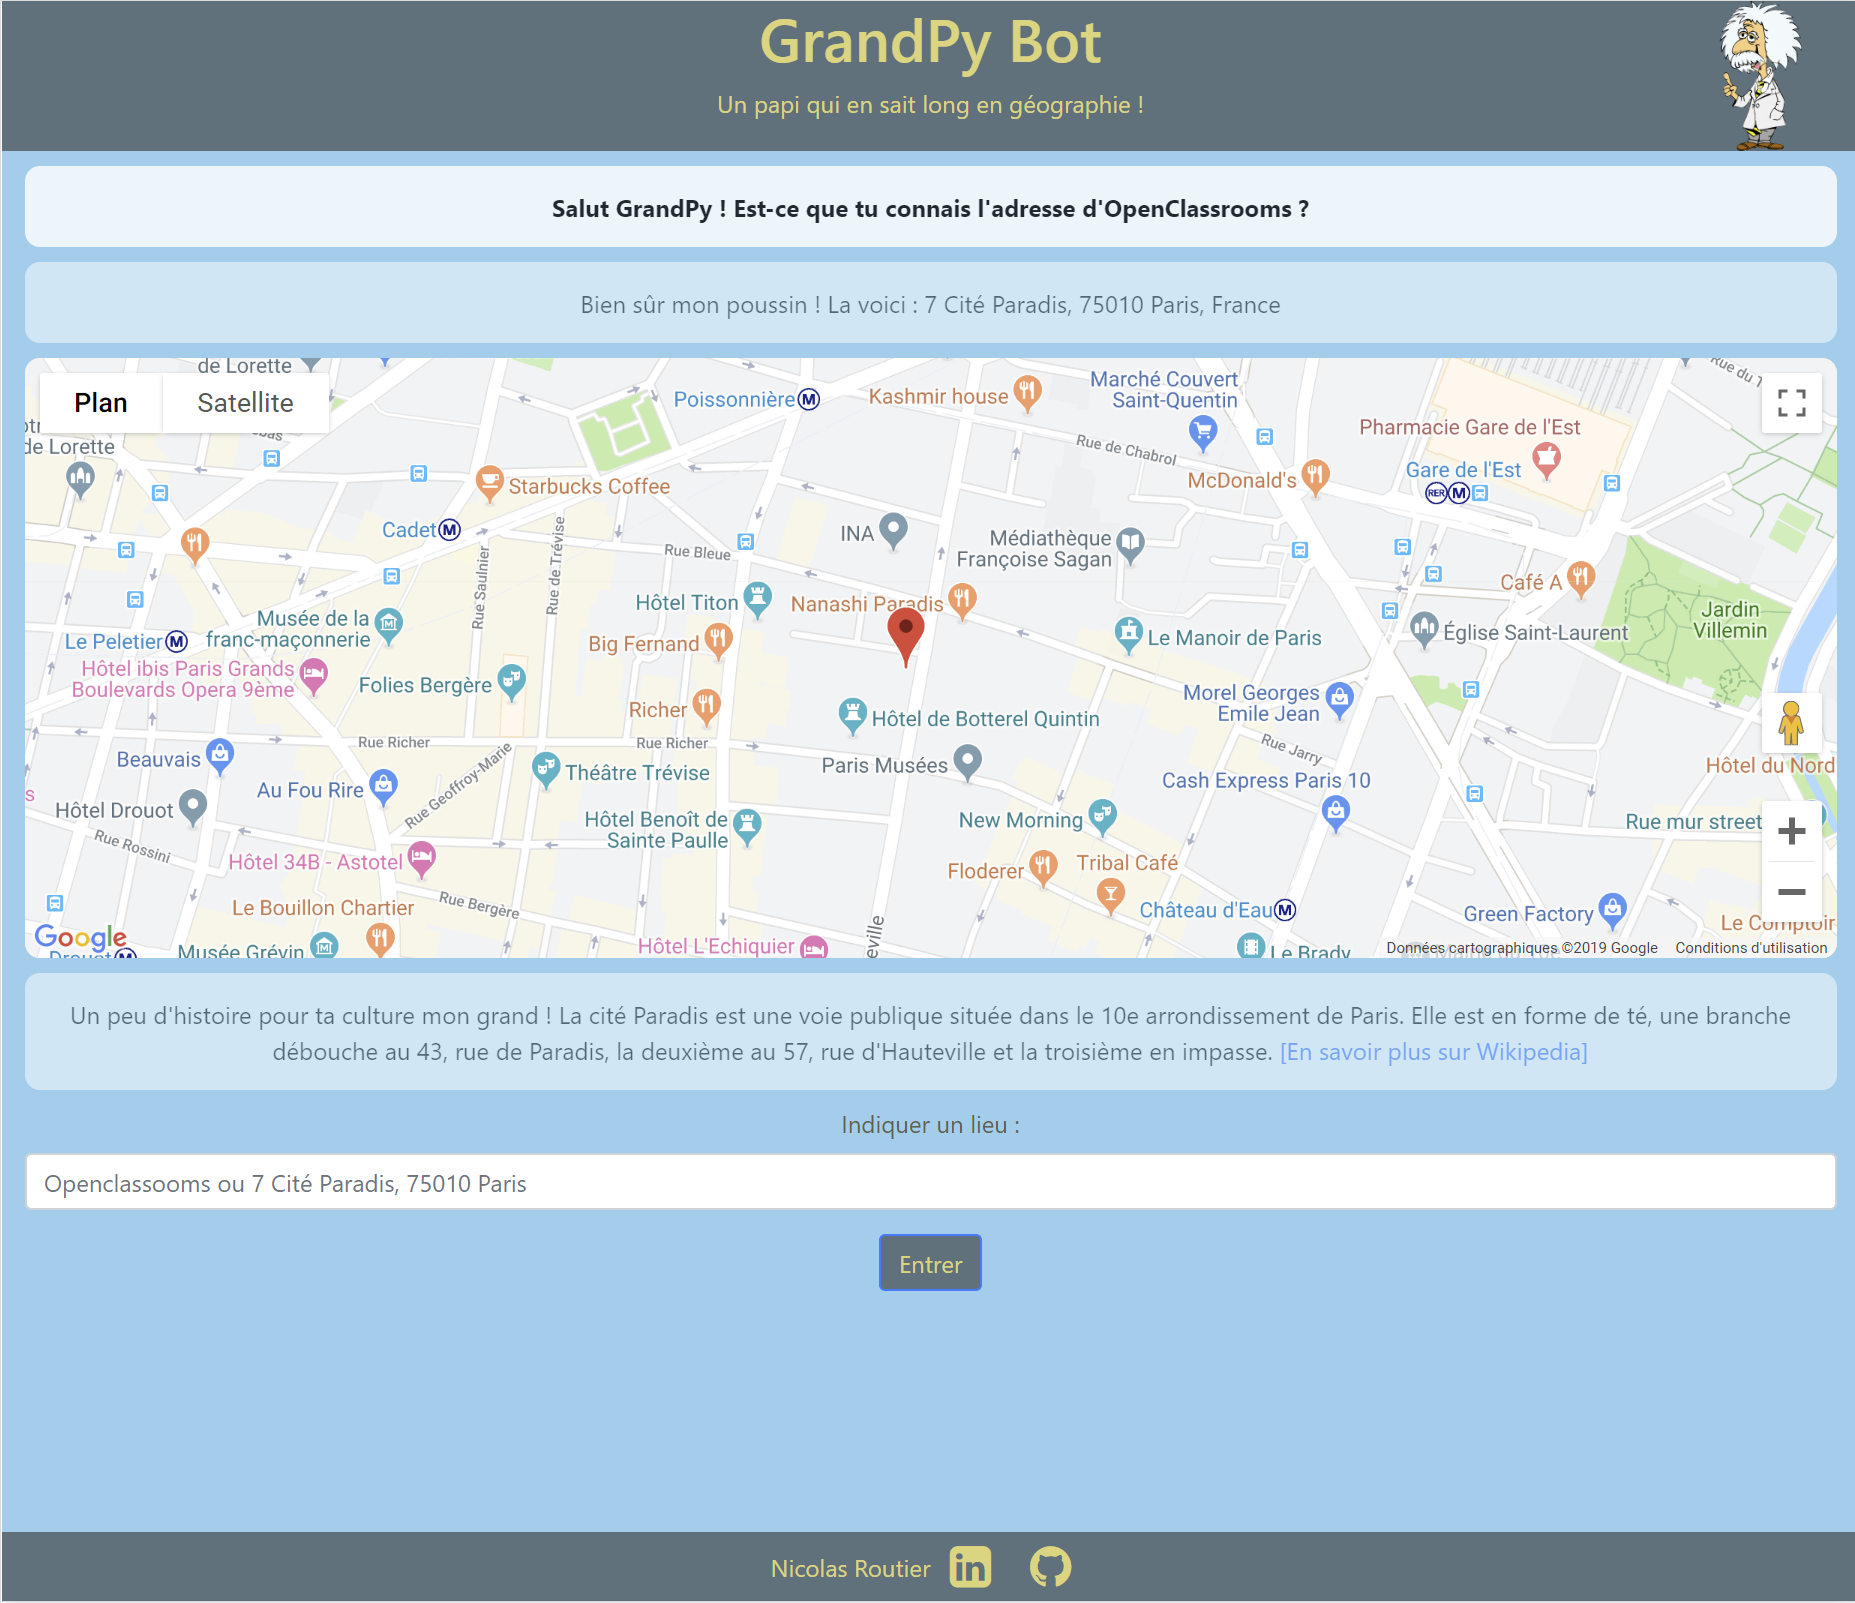 GrandPy Bot
Un papi qui en sait long en géographie !
Salut GrandPy ! Est-ce que tu connais l'adresse d'OpenClassrooms ?
Bien sûr mon poussin ! La voici : 7 Cité Paradis, 75010 Paris, France
de Lorette
Plan
Satellite
Poissonnière
Kashmir house
Marché Couvert
Saint-Quentin
Rue de Chabrol
Pharmacie Gare de l'Est
Gare de l'Est
RER
de Lorette
Starbucks Coffee
McDonald's
Cadet
INA
Médiathèque
Françoise Sagan
Rue Bleue
Rue Saulnier
Rue de Trévise
Café A
Hôtel Titon
Nanashi Paradis
Musée de la
franc-maçonnerie
Le Peletier
Big Fernand
Le Manoir de Paris
Église Saint-Laurent
Jardin
Villemin
Hôtel ibis Paris Grands
Boulevards Opera 9ème
Folies Bergère
Richer
Hôtel de Botterel Quintin
Morel Georges
Emile Jean
Rue Richer
Rue Richer
Rue Jarry
Beauvais
Rue Geoffroy-Marie
Théâtre Trévise
Paris Musées
Cash Express Paris 10
Hôtel du Nord
Au Fou Rire
Hôtel Drouot
Hôtel Benoît de
Sainte Paulle
New Morning
Rue mur street
Rue Rossini
Hôtel 34B - Astotel
Floderer
Tribal Café
Le Bouillon Chartier
Rue Bergère
Château d'Eau
Green Factory
Le Comptoir
Google
Drouot
Musée Grévin
Hôtel L'Echiquier
eville
Le Brady
Données cartographiques ©2019 Google
Conditions d'utilisation
Un peu d'histoire pour ta culture mon grand ! La cité Paradis est une voie publique située dans le 10e arrondissement de Paris. Elle est en forme de té, une branche
débouche au 43, rue de Paradis, la deuxième au 57, rue d'Hauteville et la troisième en impasse. [En savoir plus sur Wikipedia]
Indiquer un lieu :
Openclassooms ou 7 Cité Paradis, 75010 Paris
Entrer
Nicolas Routier